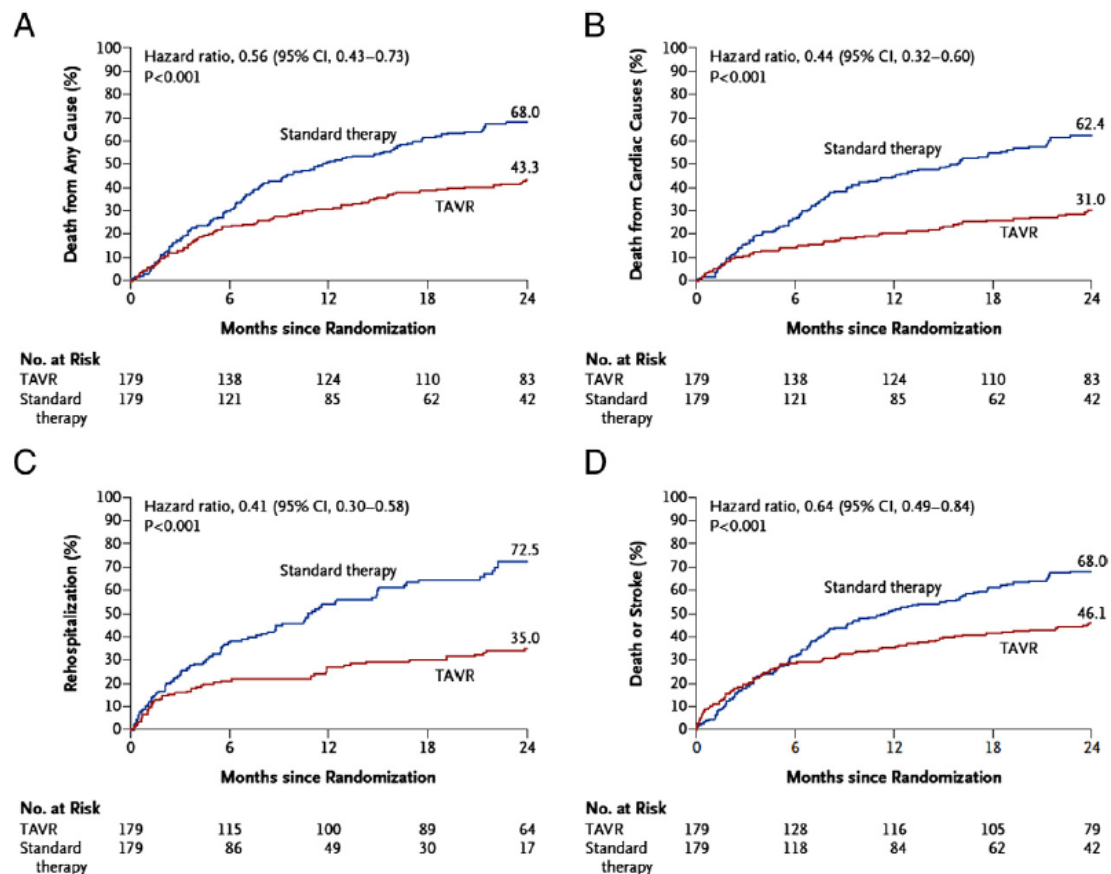 A
Death from Any Cause (%)
100
90
80
70
60
50
40
30
20
10
0
Hazard ratio, 0.56 (95% CI, 0.43–0.73)
P<0.001
Standard therapy
68.0
43.3
TAVR
0 6 12 18 24
Months since Randomization
No. at Risk
TAVR 179 138 124 110 83
Standard 179 121 85 62 42
therapy
B
Death from Cardiac Causes (%)
100
90
80
70
60
50
40
30
20
10
0
Hazard ratio, 0.44 (95% CI, 0.32–0.60)
P<0.001
Standard therapy
62.4
31.0
TAVR
0 6 12 18 24
Months since Randomization
No. at Risk
TAVR 179 138 124 110 83
Standard 179 121 85 62 42
therapy
C
Rehospitalization (%)
100
90
80
70
60
50
40
30
20
10
0
Hazard ratio, 0.41 (95% CI, 0.30–0.58)
P<0.001
Standard therapy
72.5
35.0
TAVR
0 6 12 18 24
Months since Randomization
No. at Risk
TAVR 179 115 100 89 64
Standard 179 86 49 30 17
therapy
D
Death or Stroke (%)
100
90
80
70
60
50
40
30
20
10
0
Hazard ratio, 0.64 (95% CI, 0.49–0.84)
P<0.001
Standard therapy
68.0
46.1
TAVR
0 6 12 18 24
Months since Randomization
No. at Risk
TAVR 179 128 116 105 79
Standard 179 118 84 62 42
therapy